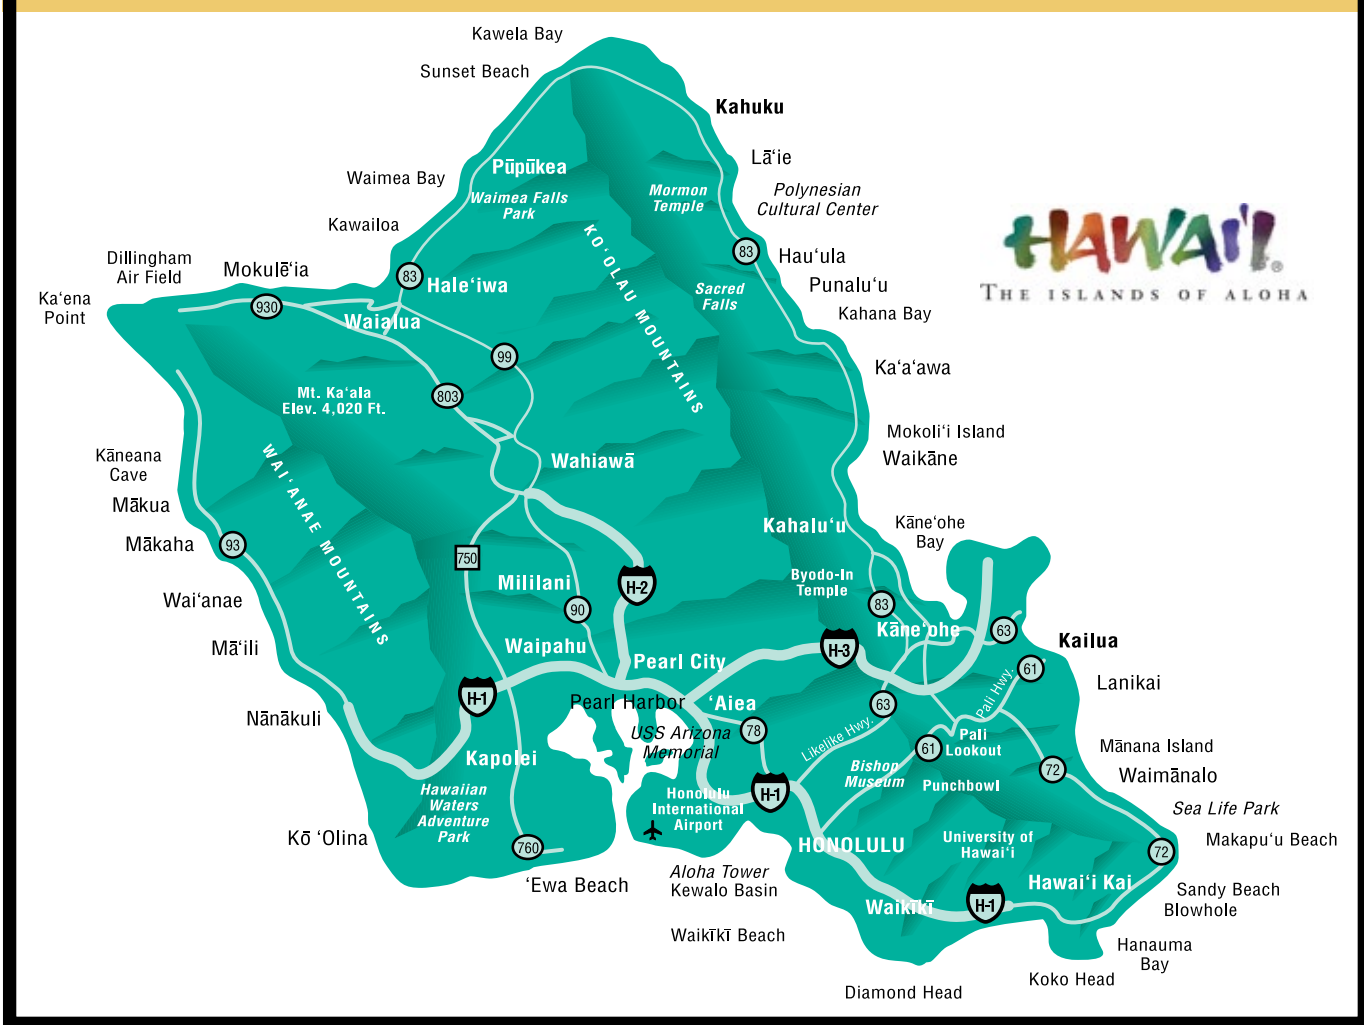 Kawela Bay
Sunset Beach
Kahuku
Lā‘ie
Pūpūkea
Waimea Bay
Waimea Falls
Park
Mormon
Temple
Polynesian
Cultural Center
Kawailoa
HAWAI‘I®
THE ISLANDS OF ALOHA
Dillingham
Air Field
Mokulē‘ia
83
Hale‘iwa
KO‘OLAU MOUNTAINS
83
Hau‘ula
Punalu‘u
Sacred
Falls
Kahana Bay
Ka‘ena
Point
930
Waialua
99
Ka‘a‘awa
Mt. Ka‘ala
Elev. 4,020 Ft.
803
Mokoli‘i Island
Waikāne
Kāneana
Cave
WAI‘ANAE MOUNTAINS
Wahiawā
Mākua
Kahalu‘u
Kāne‘ohe
Bay
Mākaha
93
750
Mililani
H-2
Byodo-In
Temple
Wai‘anae
90
83
Kāne‘ohe
63
Kailua
Mā‘ili
Waipahu
Pearl City
H-3
61
Lanikai
Nānākuli
H-1
Pearl Harbor
‘Aiea
63
Pali Hwy.
USS Arizona
Memorial
78
Likelike Hwy.
61
Pali
Lookout
Mānana Island
Waimānalo
Kapolei
Bishop
Museum
Punchbowl
72
Hawaiian
Waters
Adventure
Park
Honolulu
International
Airport
H-1
Sea Life Park
Makapu‘u Beach
Kō ‘Olina
760
HONOLULU
University of
Hawai‘i
72
‘Ewa Beach
Aloha Tower
Kewalo Basin
Hawai‘i Kai
Sandy Beach
Blowhole
Waikīkī
H-1
Waikīkī Beach
Hanauma
Bay
Koko Head
Diamond Head